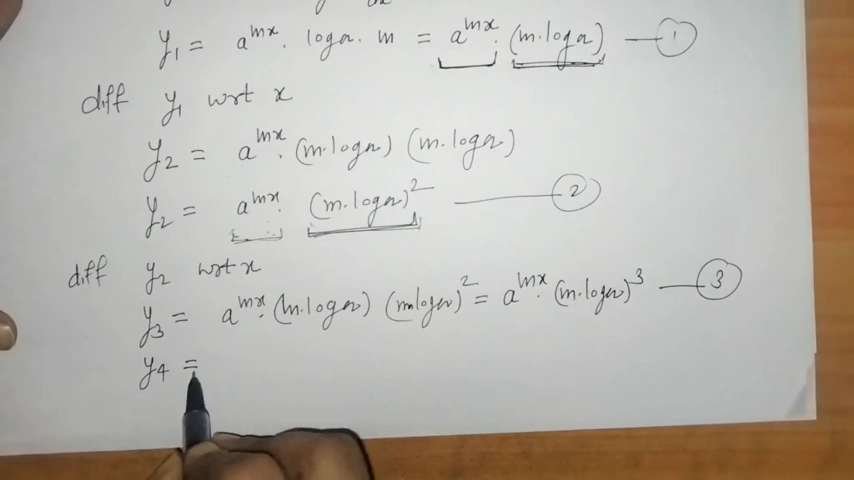 y₁ = a^mx · loga · m = a^mx · (m·loga) — ①
diff y₁ wrt x
y₂ = a^mx · (m·loga) (m·loga)
y₂ = a^mx · (m·loga)² — ②
diff y₂ wrt x
y₃ = a^mx · (m·loga) (mloga)² = a^mx · (m·loga)³ — ③
y₄ =